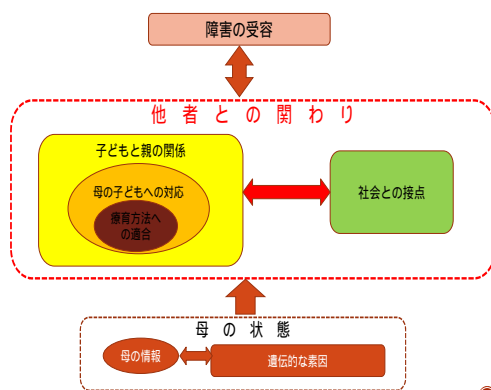 障害の受容
他者との関わり
子どもと親の関係
母の子どもへの対応
療育方法へ
の適合
社会との接点
母の状態
母の情報
遺伝的な素因